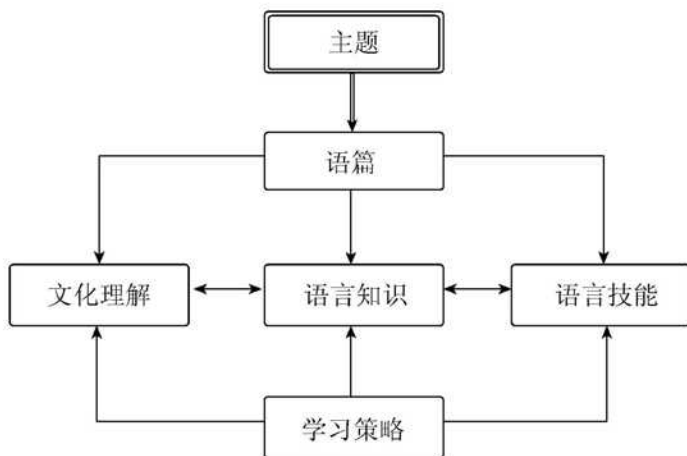 主题
语篇
文化理解
语言知识
语言技能
学习策略